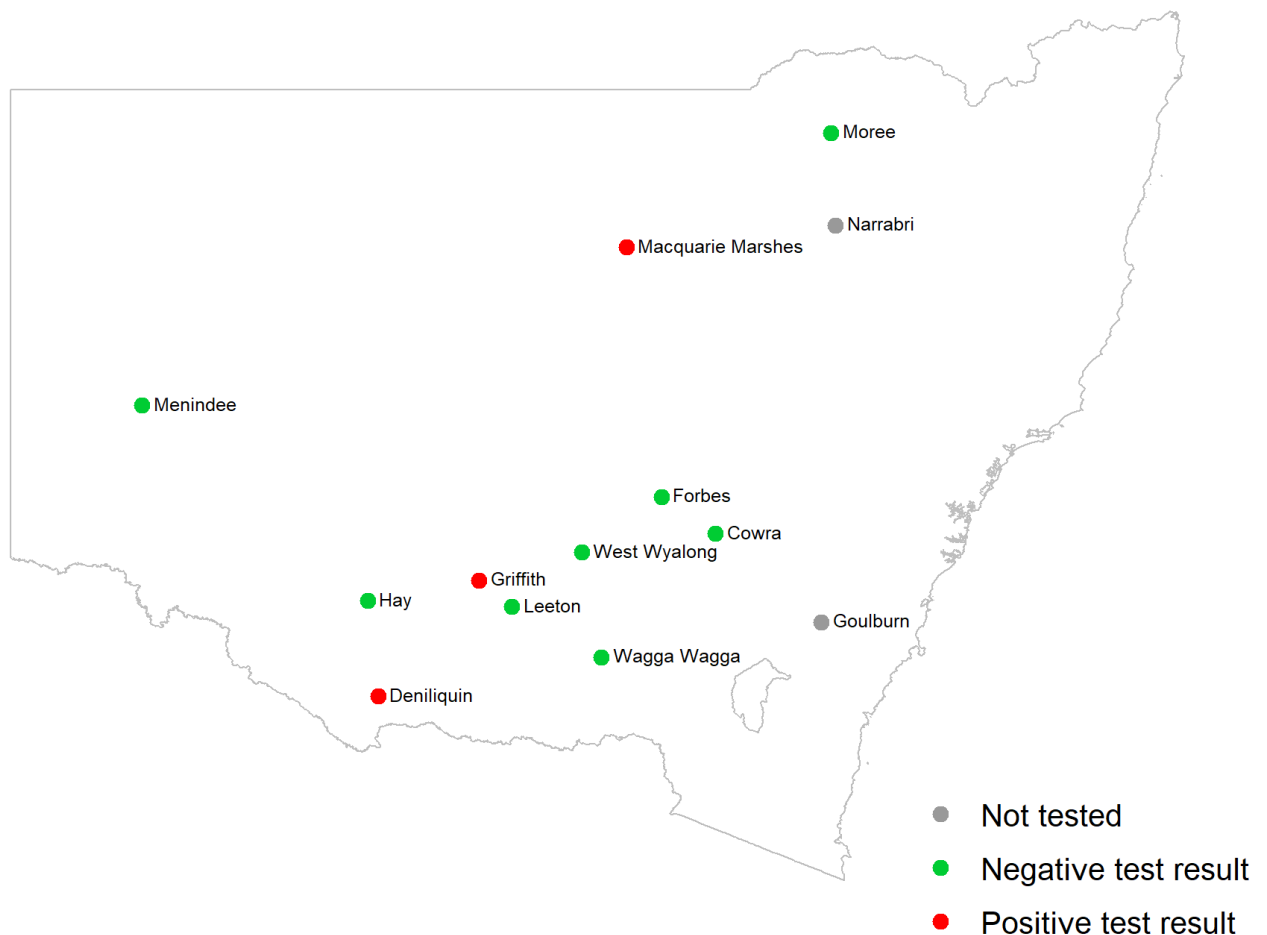 Moree
Narrabri
Macquarie Marshes
Menindee
Forbes
Cowra
West Wyalong
Griffith
Hay
Leeton
Goulburn
Wagga Wagga
Deniliquin
Not tested
Negative test result
Positive test result